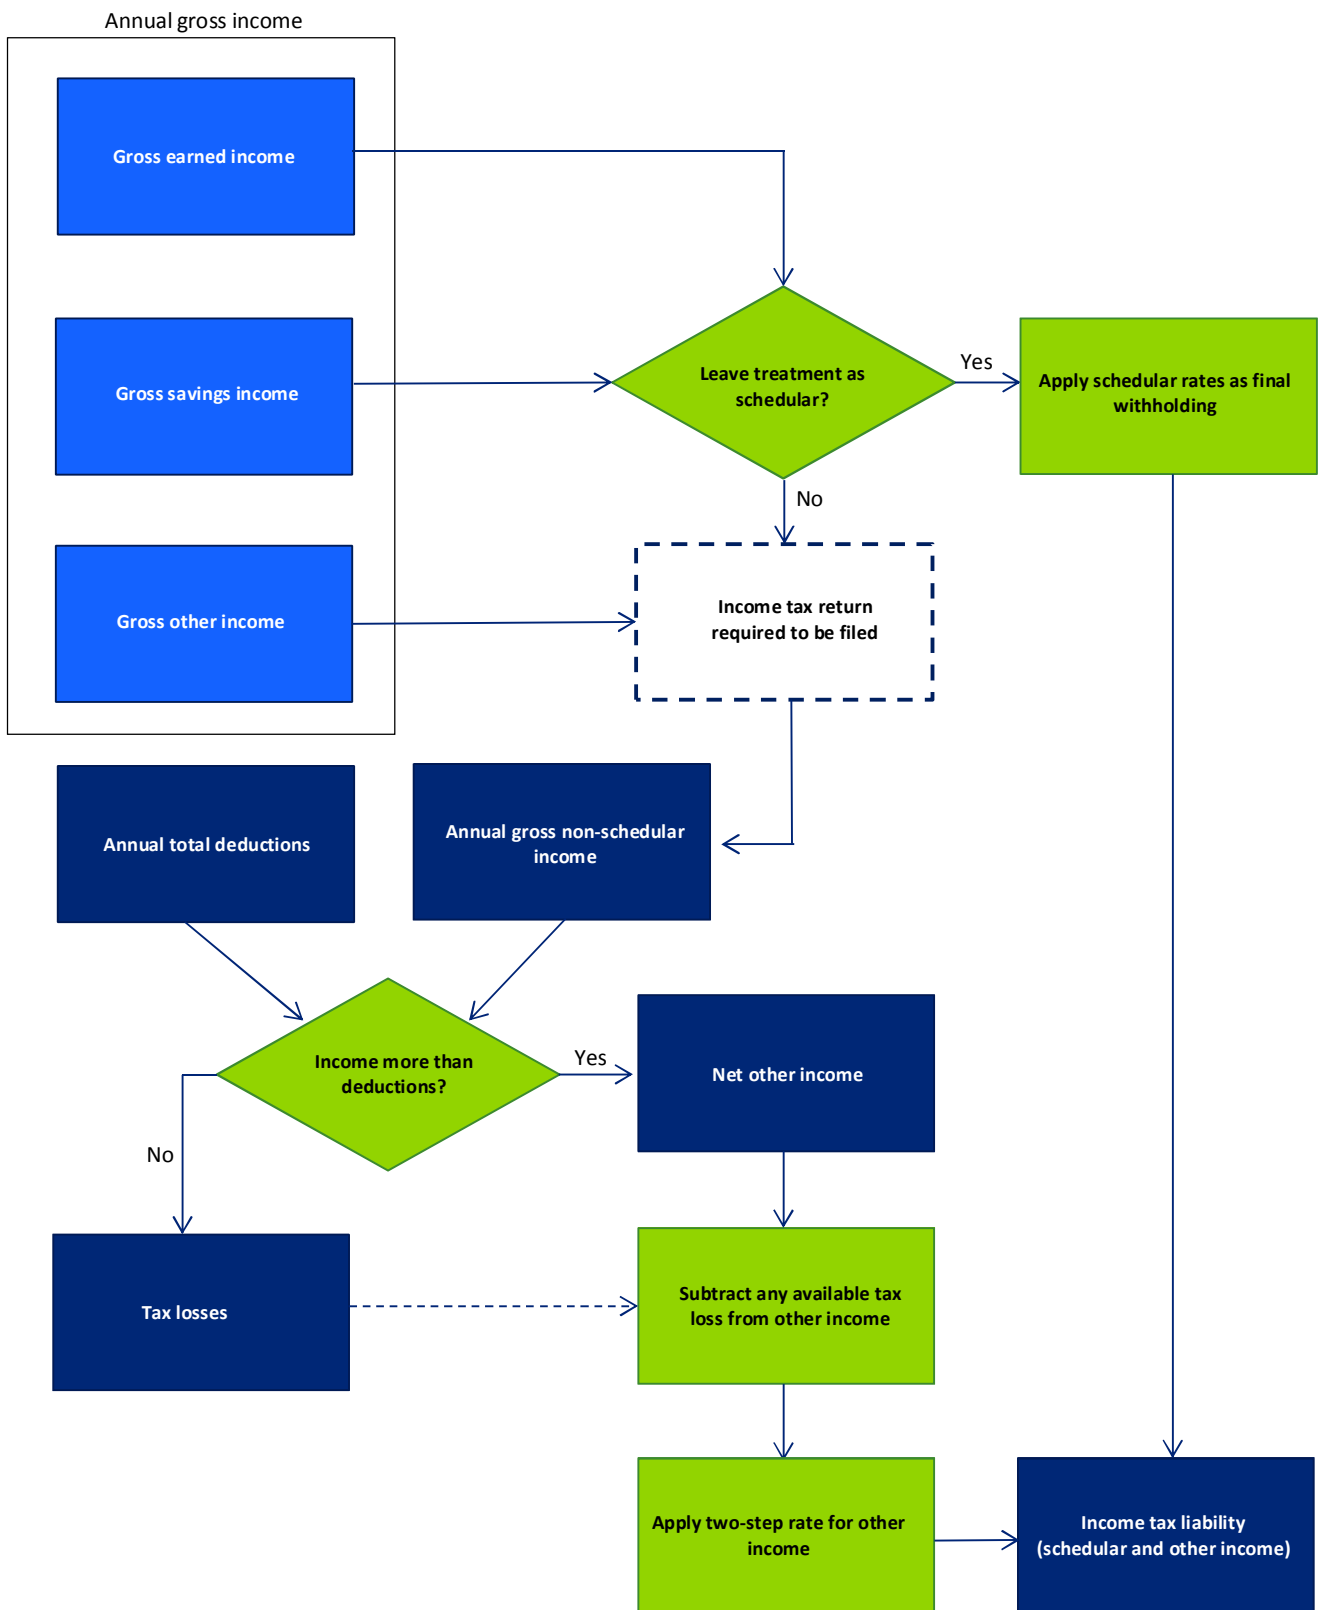 Annual gross income
Gross earned income
Gross savings income
Leave treatment as
schedular?
Yes
Apply schedular rates as final
withholding
No
Gross other income
Income tax return
required to be filed
Annual total deductions
Annual gross non-schedular
income
Income more than
deductions?
Yes
Net other income
No
Tax losses
Subtract any available tax
loss from other income
Apply two-step rate for other
income
Income tax liability
(schedular and other income)